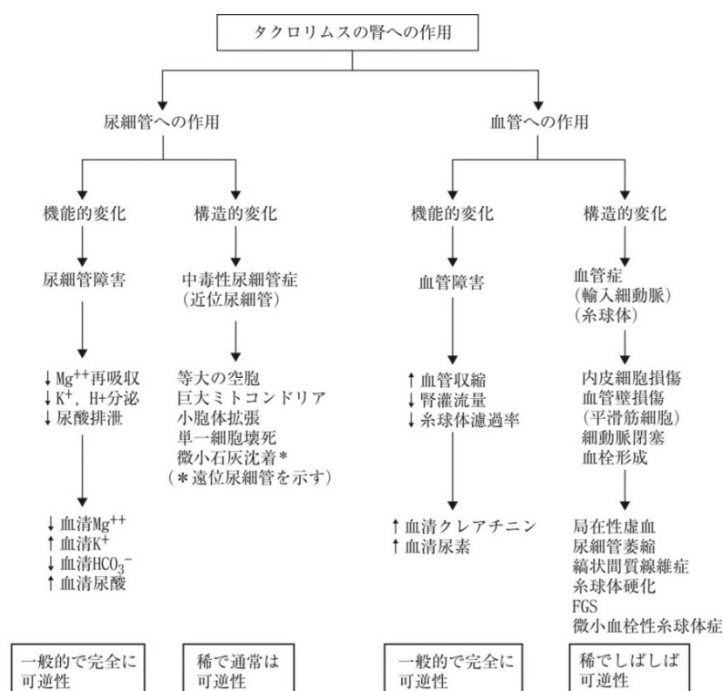 タクロリムスの腎への作用
尿細管への作用
血管への作用
機能的変化
構造的変化
機能的変化
構造的変化
尿細管障害
中毒性尿細管症
(近位尿細管)
血管障害
血管症
(輸入細動脈)
(糸球体)
↓Mg⁺⁺再吸収
↓K⁺, H+分泌
↓尿酸排泄
等大の空胞
巨大ミトコンドリア
小胞体拡張
単一細胞壊死
微小石灰沈着*
(*遠位尿細管を示す)
↑血管収縮
↓腎灌流量
↓糸球体濾過率
内皮細胞損傷
血管壁損傷
(平滑筋細胞)
細動脈閉塞
血栓形成
↓血清Mg⁺⁺
↑血清K⁺
↓血清HCO₃⁻
↑血清尿酸
↑血清クレアチニン
↑血清尿素
局在性虚血
尿細管萎縮
縞状間質線維症
糸球体硬化
FGS
微小血栓性糸球体症
一般的で完全に
可逆性
稀で通常は
可逆性
一般的で完全に
可逆性
稀でしばしば
可逆性